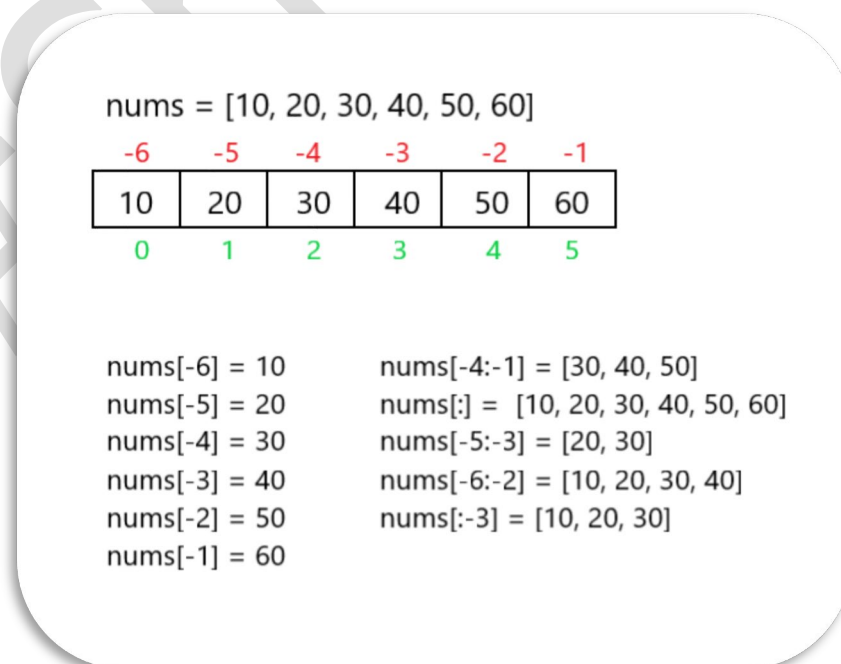 nums = [10, 20, 30, 40, 50, 60]
-6 -5 -4 -3 -2 -1
10 20 30 40 50 60
0 1 2 3 4 5
nums[-6] = 10
nums[-5] = 20
nums[-4] = 30
nums[-3] = 40
nums[-2] = 50
nums[-1] = 60
nums[-4:-1] = [30, 40, 50]
nums[:] = [10, 20, 30, 40, 50, 60]
nums[-5:-3] = [20, 30]
nums[-6:-2] = [10, 20, 30, 40]
nums[:-3] = [10, 20, 30]